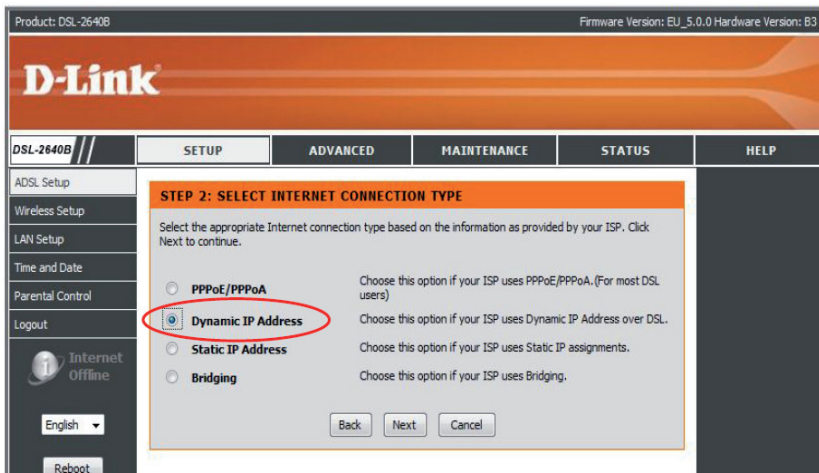 Product: DSL-2640B Firmware Version: EU_5.0.0 Hardware Version: B3
D-Link
DSL-2640B SETUP ADVANCED MAINTENANCE STATUS HELP
ADSL Setup
Wireless Setup
LAN Setup
Time and Date
Parental Control
Logout
Internet
Offline
English
Reboot
STEP 2: SELECT INTERNET CONNECTION TYPE
Select the appropriate Internet connection type based on the information as provided by your ISP. Click
Next to continue.
PPPoE/PPPoA Choose this option if your ISP uses PPPoE/PPPoA.(For most DSL
users)
Dynamic IP Address Choose this option if your ISP uses Dynamic IP Address over DSL.
Static IP Address Choose this option if your ISP uses Static IP assignments.
Bridging Choose this option if your ISP uses Bridging.
Back Next Cancel